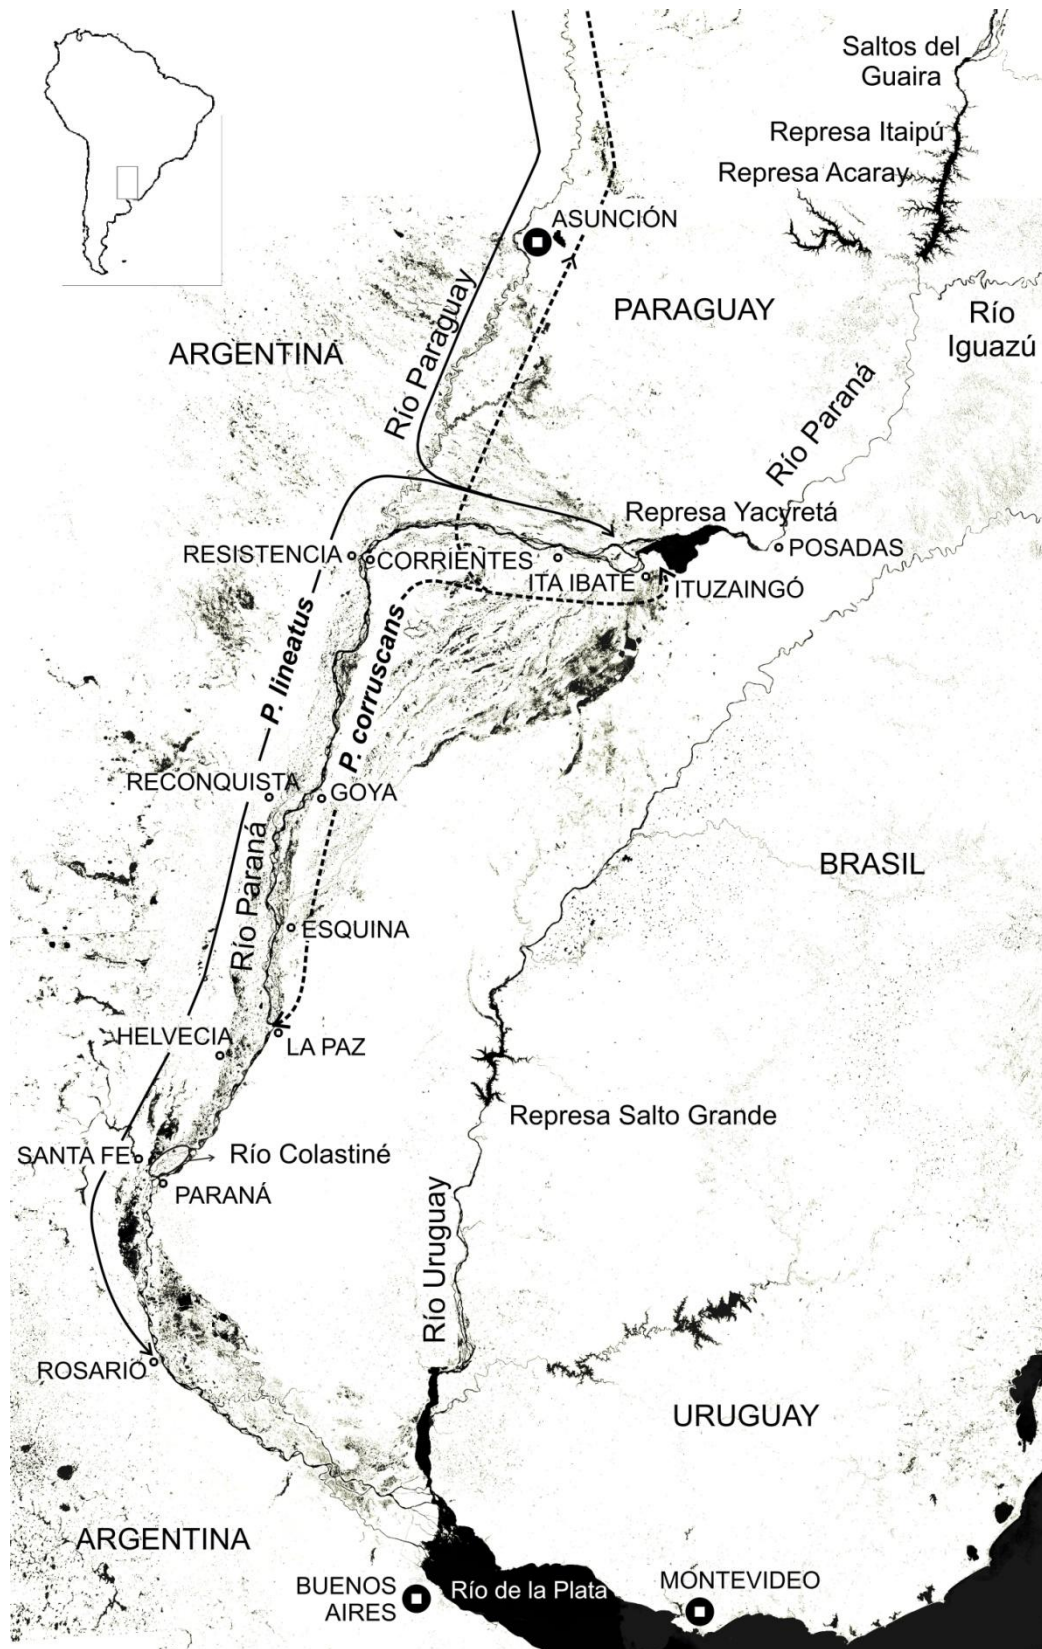 Saltos del
Guaira
Represa Itaipú
Represa Acaray
ASUNCIÓN
PARAGUAY
Río
Iguazú
ARGENTINA
Río Paraguay
Río Paraná
Represa Yacyretá
RESISTENCIA
CORRIENTES
POSADAS
ITA IBATÉ
ITUZAINGÓ
P. lineatus
P. corruscans
RECONQUISTA
GOYA
Río Paraná
BRASIL
ESQUINA
HELVECIA
LA PAZ
Represa Salto Grande
SANTA FE
Río Colastiné
PARANÁ
Río Uruguay
ROSARIO
URUGUAY
ARGENTINA
BUENOS
AIRES
Río de la Plata
MONTEVIDEO